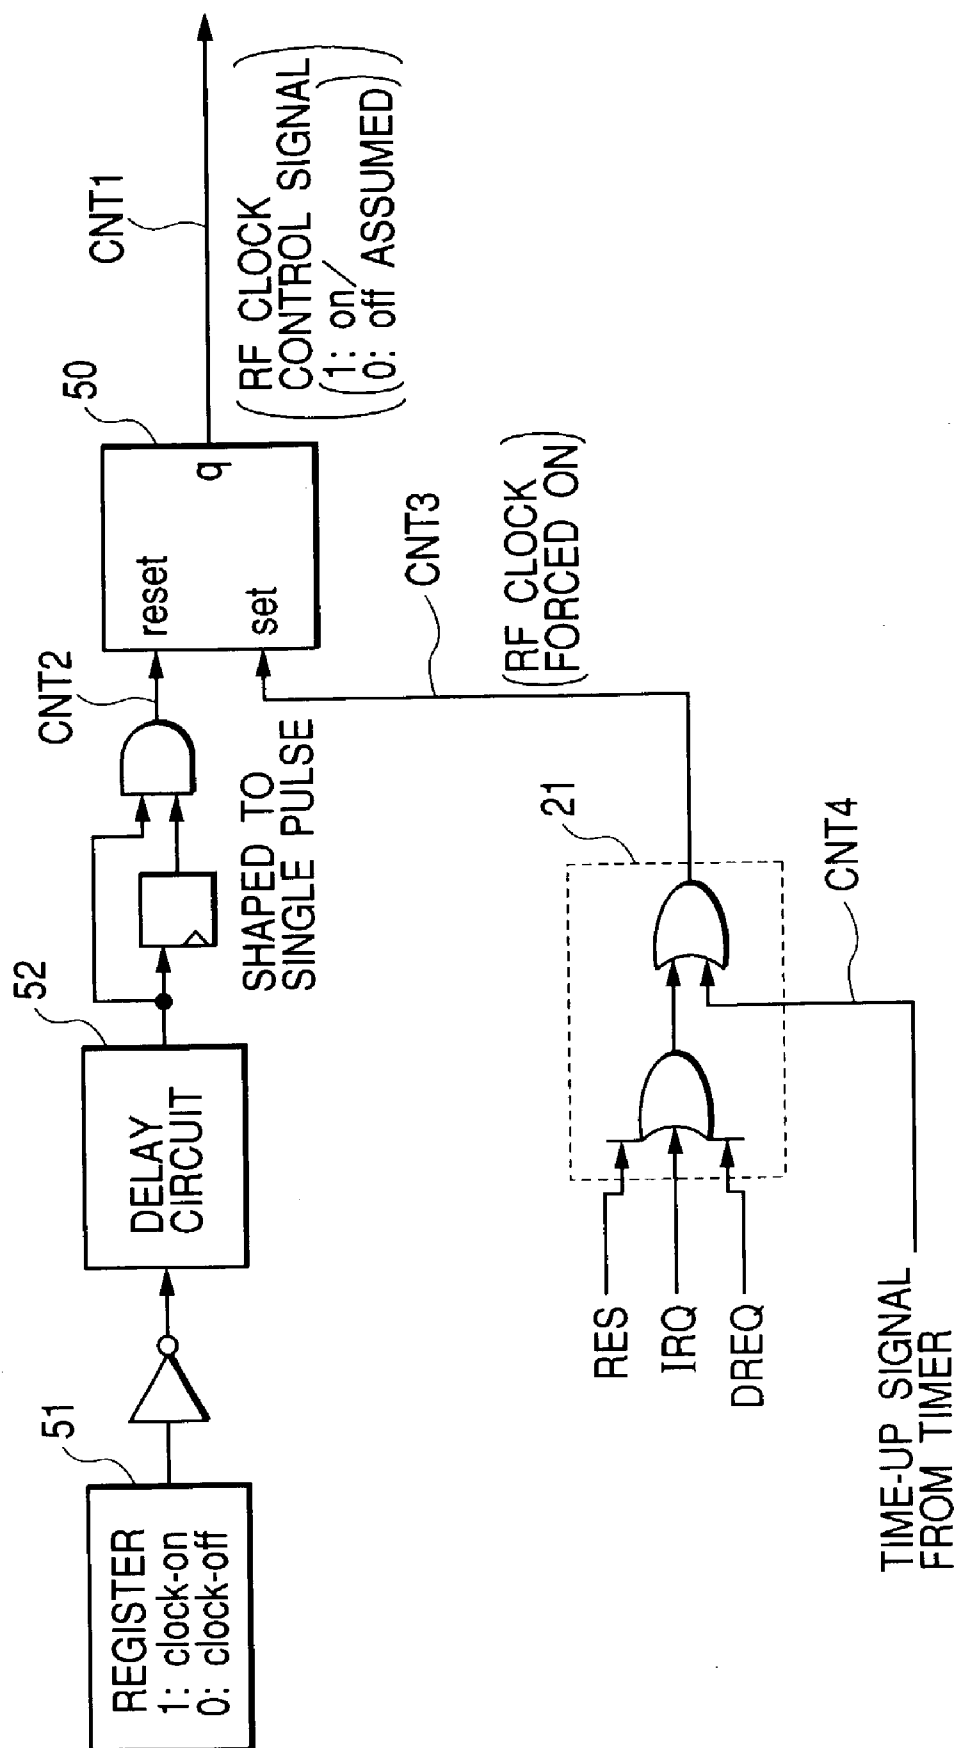 51
REGISTER
1: clock-on
0: clock-off
52
DELAY
CIRCUIT
SHAPED TO
SINGLE PULSE
CNT2
50
reset
set
q
CNT1
RF CLOCK
CONTROL SIGNAL
1: on
0: off ASSUMED
CNT3
RF CLOCK
FORCED ON
21
RES
IRQ
DREQ
CNT4
TIME-UP SIGNAL
FROM TIMER